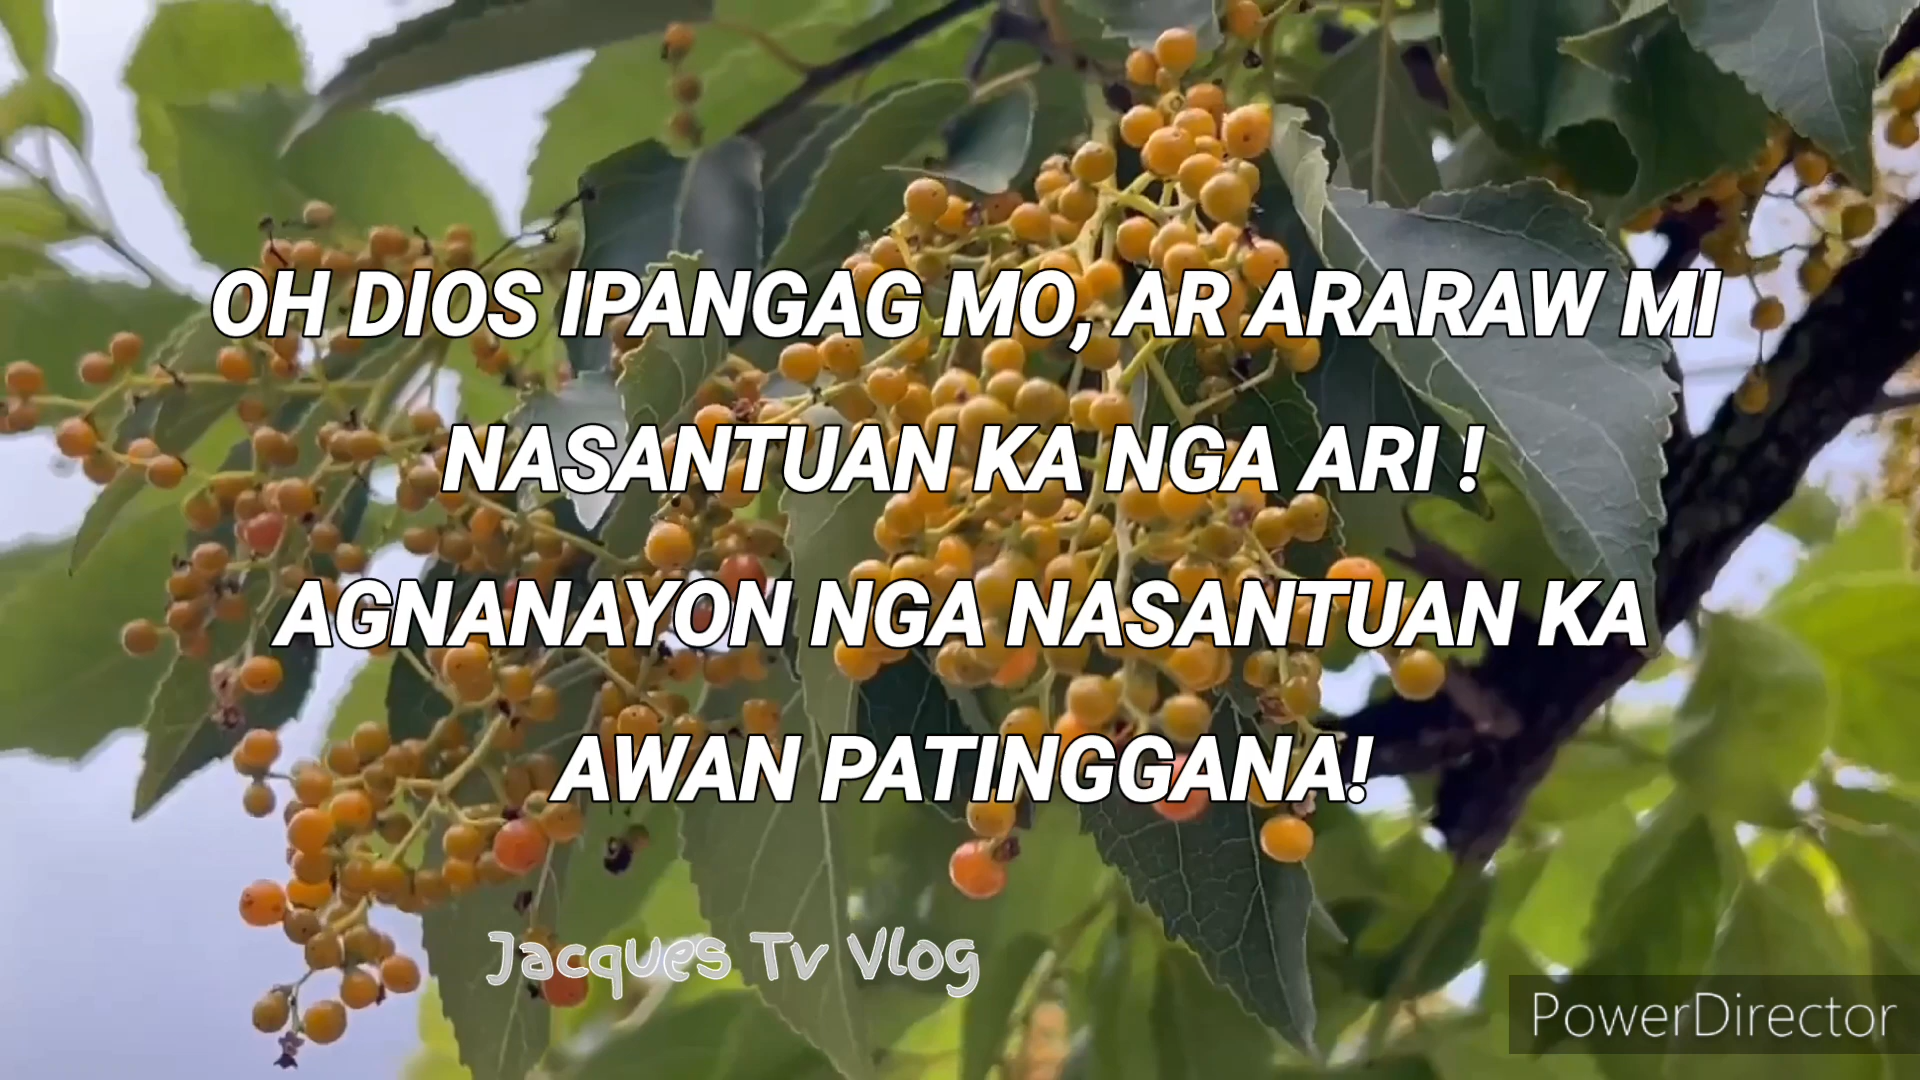 OH DIOS IPANGAG MO, AR ARARAW MI
NASANTUAN KA NGA ARI !
AGNANAYON NGA NASANTUAN KA
AWAN PATINGGANA!
Jacques Tv Vlog
PowerDirector